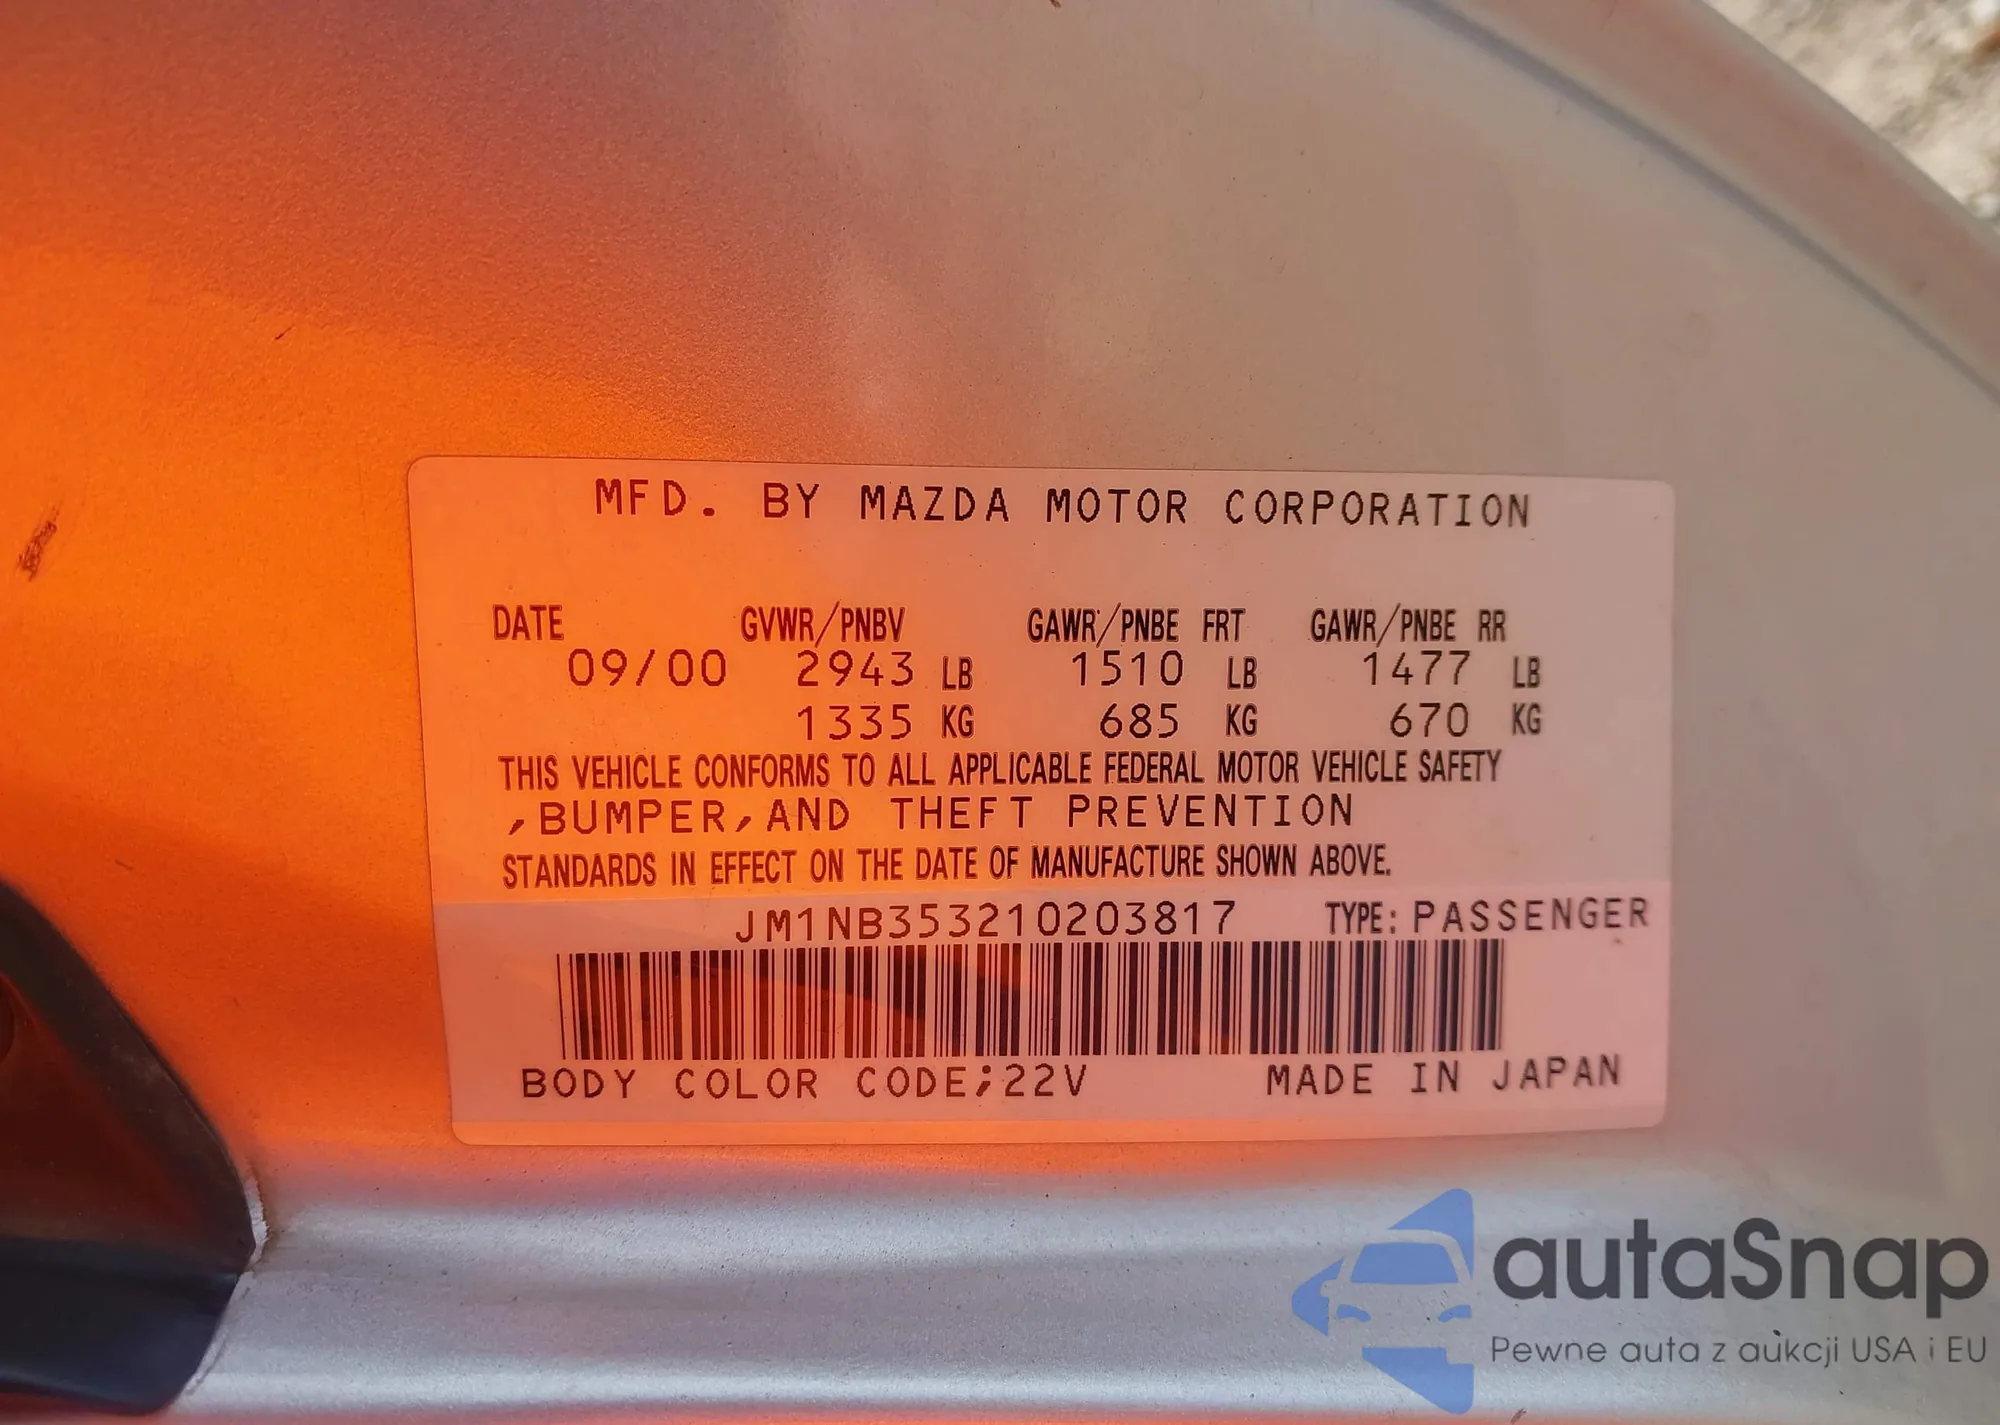 MFD. BY MAZDA MOTOR CORPORATION
DATE GVWR/PNBV GAWR/PNBE FRT GAWR/PNBE RR
09/00 2943 LB 1510 LB 1477 LB
1335 KG 685 KG 670 KG
THIS VEHICLE CONFORMS TO ALL APPLICABLE FEDERAL MOTOR VEHICLE SAFETY
,BUMPER,AND THEFT PREVENTION
STANDARDS IN EFFECT ON THE DATE OF MANUFACTURE SHOWN ABOVE.
JM1NB353210203817 TYPE: PASSENGER
BODY COLOR CODE;22V MADE IN JAPAN
autaSnap
Pewne auta z aukcji USA i EU